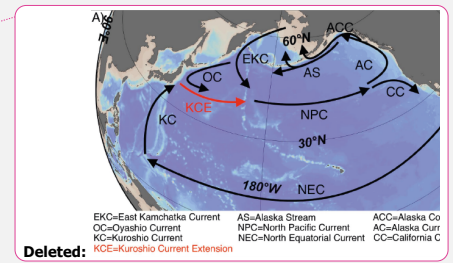 A)
90°E
60°N
ACC
EKC
OC
AS
AC
CC
KCE
KC
NPC
30°N
180°W
NEC
EKC=East Kamchatka Current AS=Alaska Stream ACC=Alaska Co
OC=Oyashio Current NPC=North Pacific Current AC=Alaska Curr
KC=Kuroshio Current NEC=North Equatorial Current CC=California C
Deleted: KCE=Kuroshio Current Extension